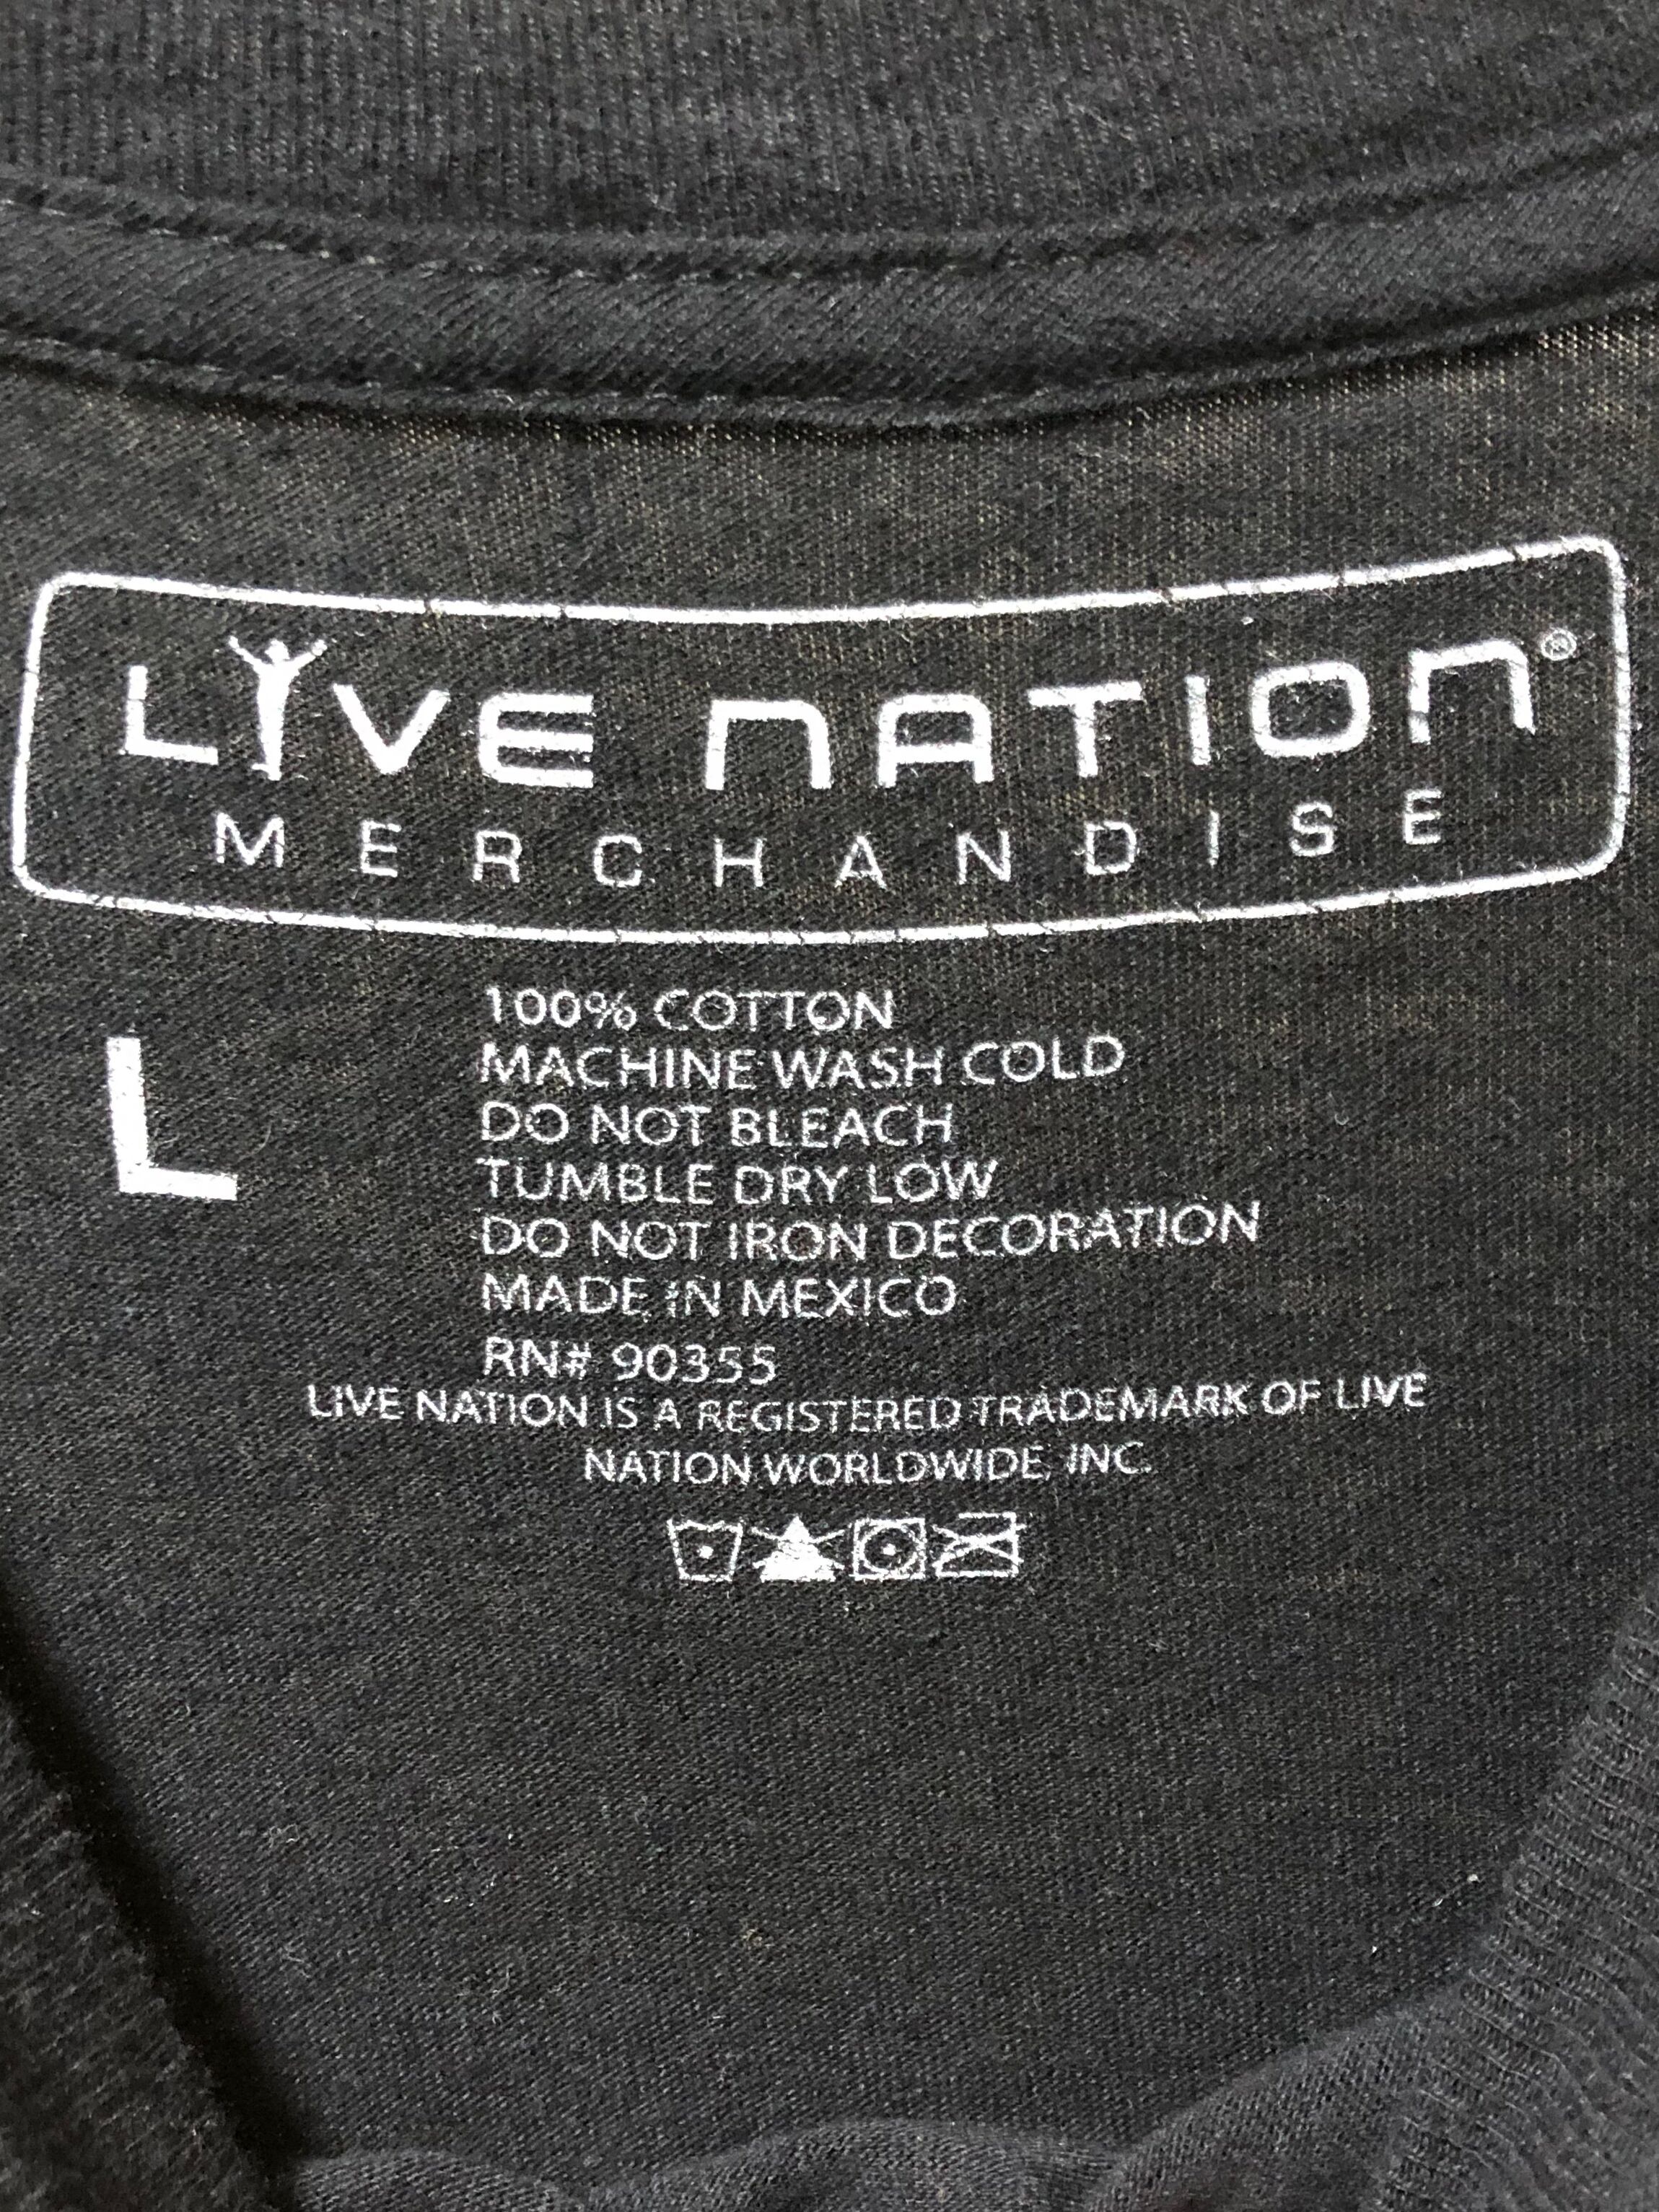 LIVE NATION®
MERCHANDISE
L
100% COTTON
MACHINE WASH COLD
DO NOT BLEACH
TUMBLE DRY LOW
DO NOT IRON DECORATION
MADE IN MEXICO
RN# 90355
LIVE NATION IS A REGISTERED TRADEMARK OF LIVE
NATION WORLDWIDE, INC.